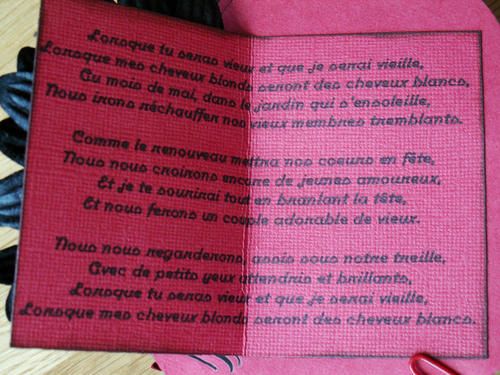 Lorsque tu seras vieux et que je serai vieille,
Lorsque mes cheveux blonds seront des cheveux blancs,
Au mois de mai, dans le jardin qui s'ensoleille,
Nous irons réchauffer nos vieux membres tremblants.
Comme le renouveau mettra nos coeurs en fête,
Nous nous croirons encore de jeunes amoureux,
Et je te sourirai tout en branlant la tête,
Et nous ferons un couple adorable de vieux.
Nous nous regarderons, assis sous notre treille,
Avec de petits yeux attendris et brillants,
Lorsque tu seras vieux et que je serai vieille,
Lorsque mes cheveux blonds seront des cheveux blancs.